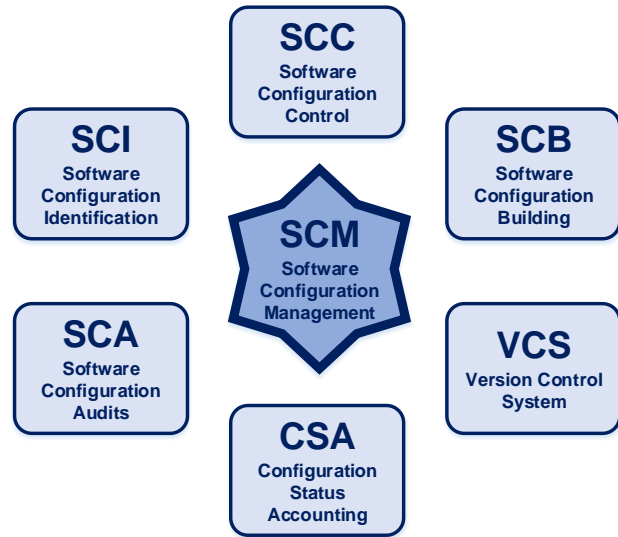 SCC
Software
Configuration
Control
SCI
Software
Configuration
Identification
SCB
Software
Configuration
Building
SCM
Software
Configuration
Management
SCA
Software
Configuration
Audits
VCS
Version Control
System
CSA
Configuration
Status
Accounting